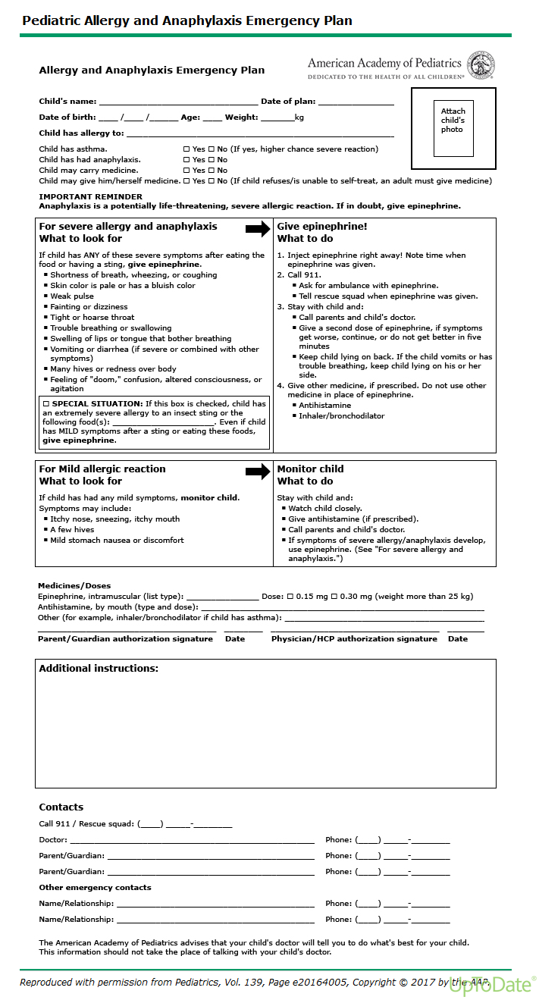 Pediatric Allergy and Anaphylaxis Emergency Plan
Allergy and Anaphylaxis Emergency Plan
American Academy of Pediatrics
DEDICATED TO THE HEALTH OF ALL CHILDREN®
Child's name: ________________________________ Date of plan: _______________
Date of birth: ____ /____ /______ Age: ____ Weight: _______kg
Child has allergy to: ______________________________________________________
Attach
child's
photo
Child has asthma. ☐ Yes ☐ No (If yes, higher chance severe reaction)
Child has had anaphylaxis. ☐ Yes ☐ No
Child may carry medicine. ☐ Yes ☐ No
Child may give him/herself medicine. ☐ Yes ☐ No (If child refuses/is unable to self-treat, an adult must give medicine)
IMPORTANT REMINDER
Anaphylaxis is a potentially life-threatening, severe allergic reaction. If in doubt, give epinephrine.
For severe allergy and anaphylaxis
What to look for
If child has ANY of these severe symptoms after eating the
food or having a sting, give epinephrine.
▪ Shortness of breath, wheezing, or coughing
▪ Skin color is pale or has a bluish color
▪ Weak pulse
▪ Fainting or dizziness
▪ Tight or hoarse throat
▪ Trouble breathing or swallowing
▪ Swelling of lips or tongue that bother breathing
▪ Vomiting or diarrhea (if severe or combined with other
symptoms)
▪ Many hives or redness over body
▪ Feeling of "doom," confusion, altered consciousness, or
agitation
☐ SPECIAL SITUATION: If this box is checked, child has
an extremely severe allergy to an insect sting or the
following food(s): _____________________. Even if child
has MILD symptoms after a sting or eating these foods,
give epinephrine.
Give epinephrine!
What to do
1. Inject epinephrine right away! Note time when
epinephrine was given.
2. Call 911.
▪ Ask for ambulance with epinephrine.
▪ Tell rescue squad when epinephrine was given.
3. Stay with child and:
▪ Call parents and child's doctor.
▪ Give a second dose of epinephrine, if symptoms
get worse, continue, or do not get better in five
minutes
▪ Keep child lying on back. If the child vomits or has
trouble breathing, keep child lying on his or her
side.
4. Give other medicine, if prescribed. Do not use other
medicine in place of epinephrine.
▪ Antihistamine
▪ Inhaler/bronchodilator
For Mild allergic reaction
What to look for
If child has had any mild symptoms, monitor child.
Symptoms may include:
▪ Itchy nose, sneezing, itchy mouth
▪ A few hives
▪ Mild stomach nausea or discomfort
Monitor child
What to do
Stay with child and:
▪ Watch child closely.
▪ Give antihistamine (if prescribed).
▪ Call parents and child's doctor.
▪ If symptoms of severe allergy/anaphylaxis develop,
use epinephrine. (See "For severe allergy and
anaphylaxis.")
Medicines/Doses
Epinephrine, intramuscular (list type): _______________ Dose: ☐ 0.15 mg ☐ 0.30 mg (weight more than 25 kg)
Antihistamine, by mouth (type and dose): ____________________________________________
Other (for example, inhaler/bronchodilator if child has asthma): ______________________________
Parent/Guardian authorization signature Date Physician/HCP authorization signature Date
Additional instructions:
Contacts
Call 911 / Rescue squad: (____) _____-________
Doctor: __________________________________________ Phone: (____) _____-________
Parent/Guardian: ___________________________________ Phone: (____) _____-________
Parent/Guardian: ___________________________________ Phone: (____) _____-________
Other emergency contacts
Name/Relationship: _________________________________ Phone: (____) _____-________
Name/Relationship: _________________________________ Phone: (____) _____-________
The American Academy of Pediatrics advises that your child's doctor will tell you to do what's best for your child.
This information should not take the place of talking with your child's doctor.
Reproduced with permission from Pediatrics, Vol. 139, Page e20164005, Copyright © 2017 by the AAP.
UpToDate®